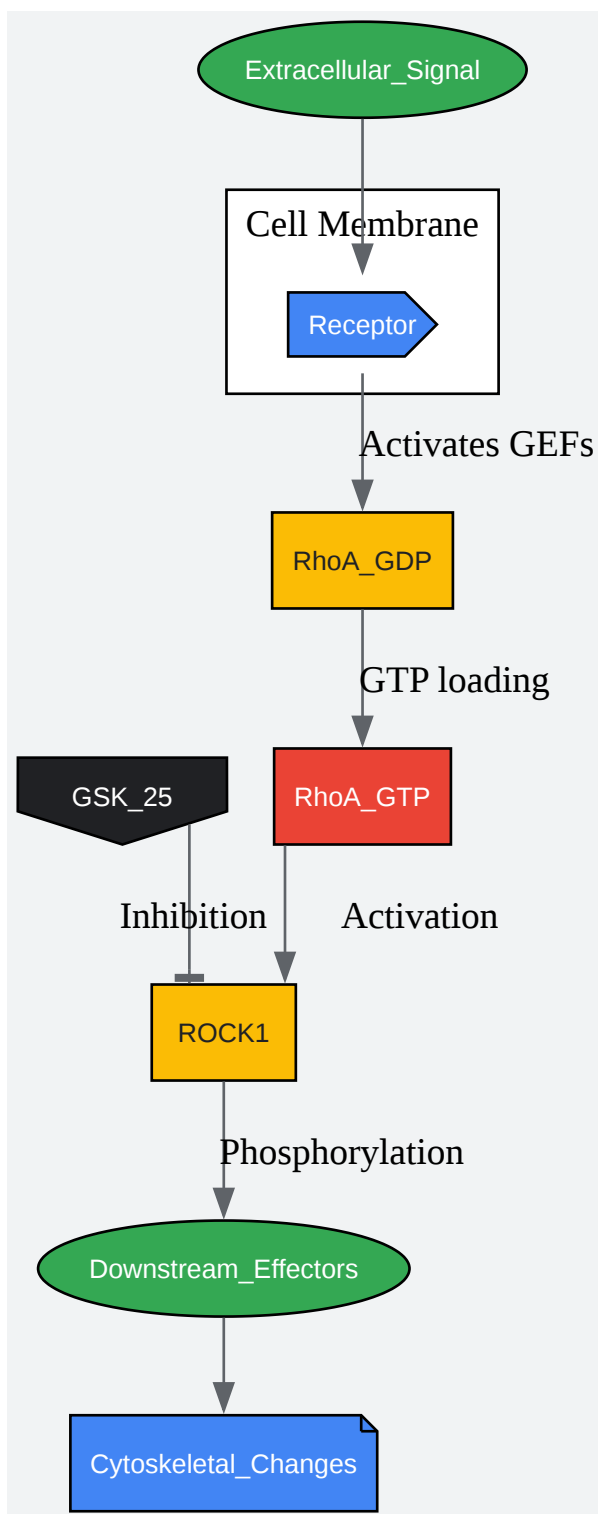 Extracellular_Signal
Cell Membrane
Receptor
Activates GEFs
RhoA_GDP
GTP loading
GSK_25
RhoA_GTP
Inhibition
Activation
ROCK1
Phosphorylation
Downstream_Effectors
Cytoskeletal_Changes